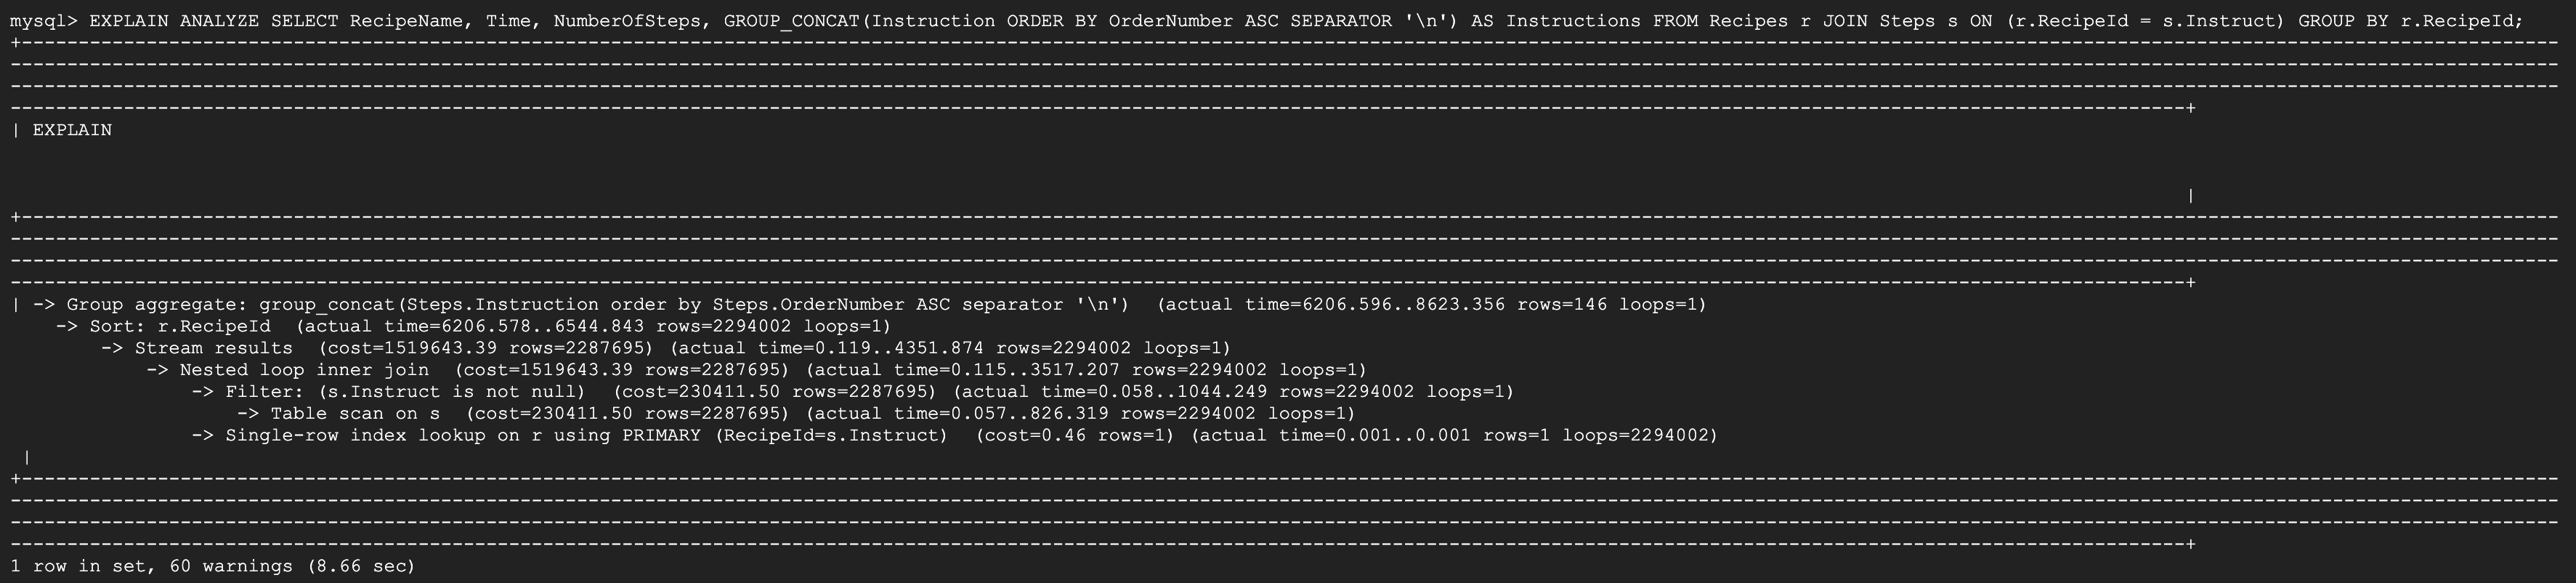 mysql> EXPLAIN ANALYZE SELECT RecipeName, Time, NumberOfSteps, GROUP_CONCAT(Instruction ORDER BY OrderNumber ASC SEPARATOR '\n') AS Instructions FROM Recipes r JOIN Steps s ON (r.RecipeId = s.Instruct) GROUP BY r.RecipeId;
| EXPLAIN
|
| -> Group aggregate: group_concat(Steps.Instruction order by Steps.OrderNumber ASC separator '\n')  (actual time=6206.596..8623.356 rows=146 loops=1)
    -> Sort: r.RecipeId  (actual time=6206.578..6544.843 rows=2294002 loops=1)
        -> Stream results  (cost=1519643.39 rows=2287695) (actual time=0.119..4351.874 rows=2294002 loops=1)
            -> Nested loop inner join  (cost=1519643.39 rows=2287695) (actual time=0.115..3517.207 rows=2294002 loops=1)
                -> Filter: (s.Instruct is not null)  (cost=230411.50 rows=2287695) (actual time=0.058..1044.249 rows=2294002 loops=1)
                    -> Table scan on s  (cost=230411.50 rows=2287695) (actual time=0.057..826.319 rows=2294002 loops=1)
                -> Single-row index lookup on r using PRIMARY (RecipeId=s.Instruct)  (cost=0.46 rows=1) (actual time=0.001..0.001 rows=1 loops=2294002)
|
1 row in set, 60 warnings (8.66 sec)